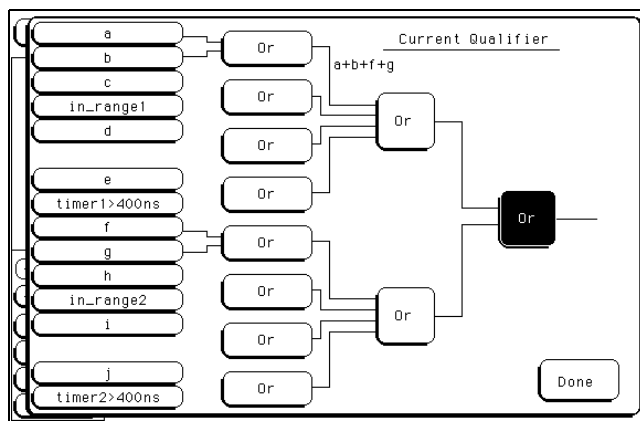 Current Qualifier
a
b
c
in_range1
d
e
timer1>400ns
f
g
h
in_range2
i
j
timer2>400ns
Or
Or
Or
Or
Or
Or
Or
Or
a+b+f+g
Or
Or
Or
Done